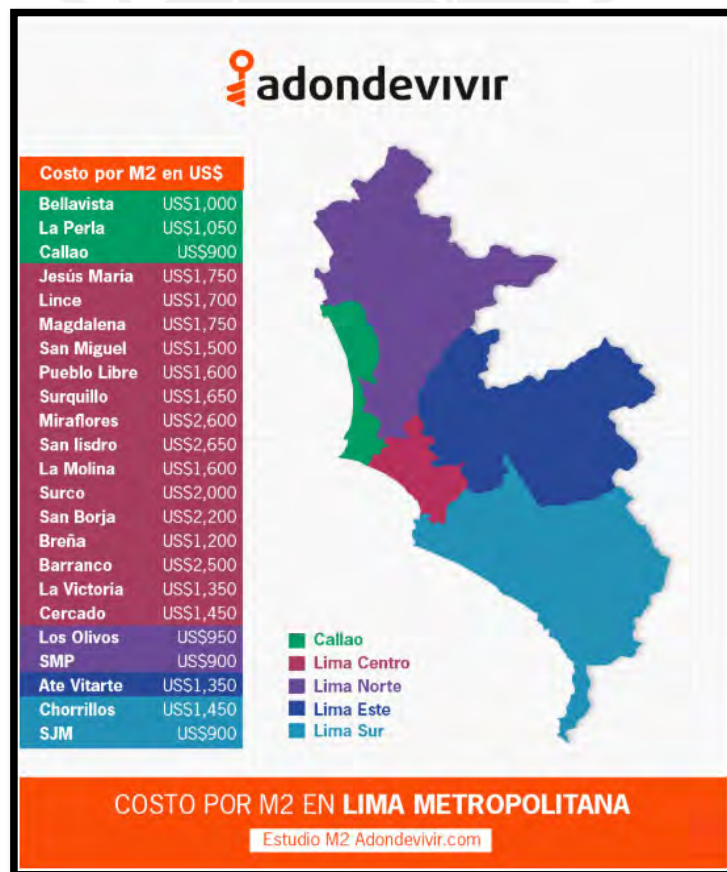 adondevivir
Costo por M2 en US$
Bellavista US$1,000
La Perla US$1,050
Callao US$900
Jesús María US$1,750
Lince US$1,700
Magdalena US$1,750
San Miguel US$1,500
Pueblo Libre US$1,600
Surquillo US$1,650
Miraflores US$2,600
San Iisdro US$2,650
La Molina US$1,600
Surco US$2,000
San Borja US$2,200
Breña US$1,200
Barranco US$2,500
La Victoria US$1,350
Cercado US$1,450
Los Olivos US$950
SMP US$900
Ate Vitarte US$1,350
Chorrillos US$1,450
SJM US$900
Callao
Lima Centro
Lima Norte
Lima Este
Lima Sur
COSTO POR M2 EN LIMA METROPOLITANA
Estudio M2 Adondevivir.com